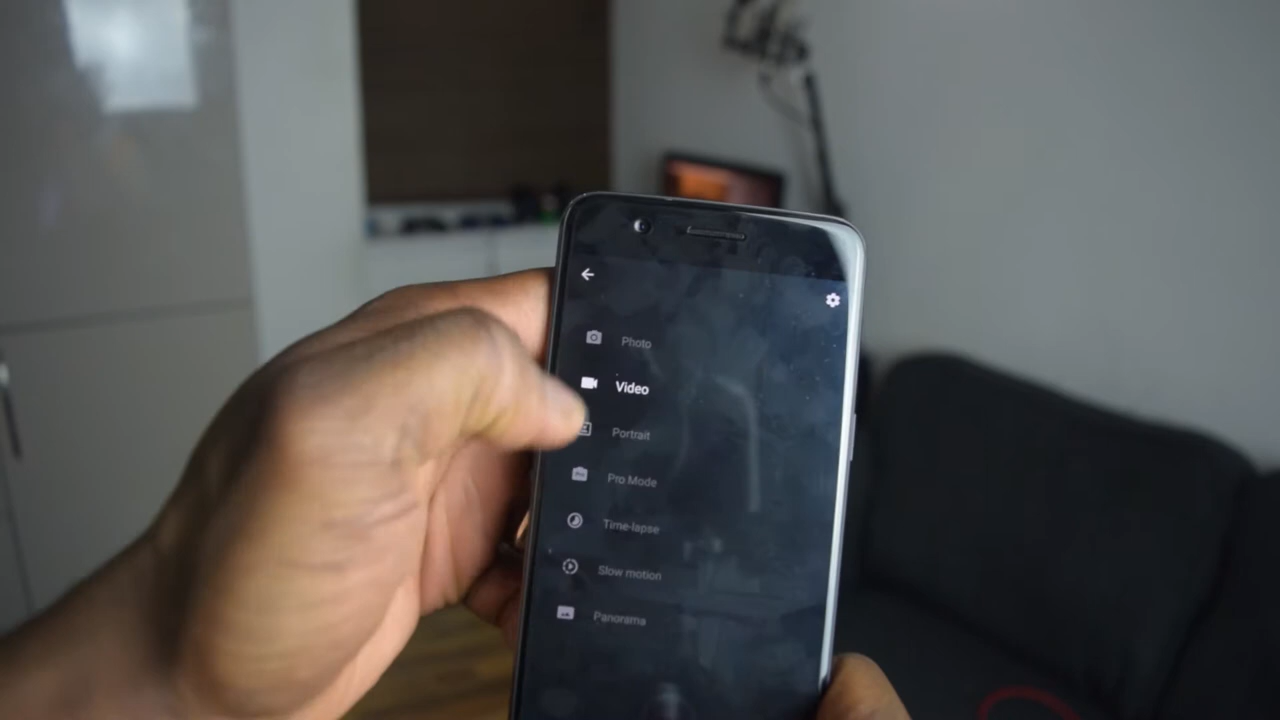 Photo
Video
Portrait
Pro Mode
Time-lapse
Slow motion
Panorama